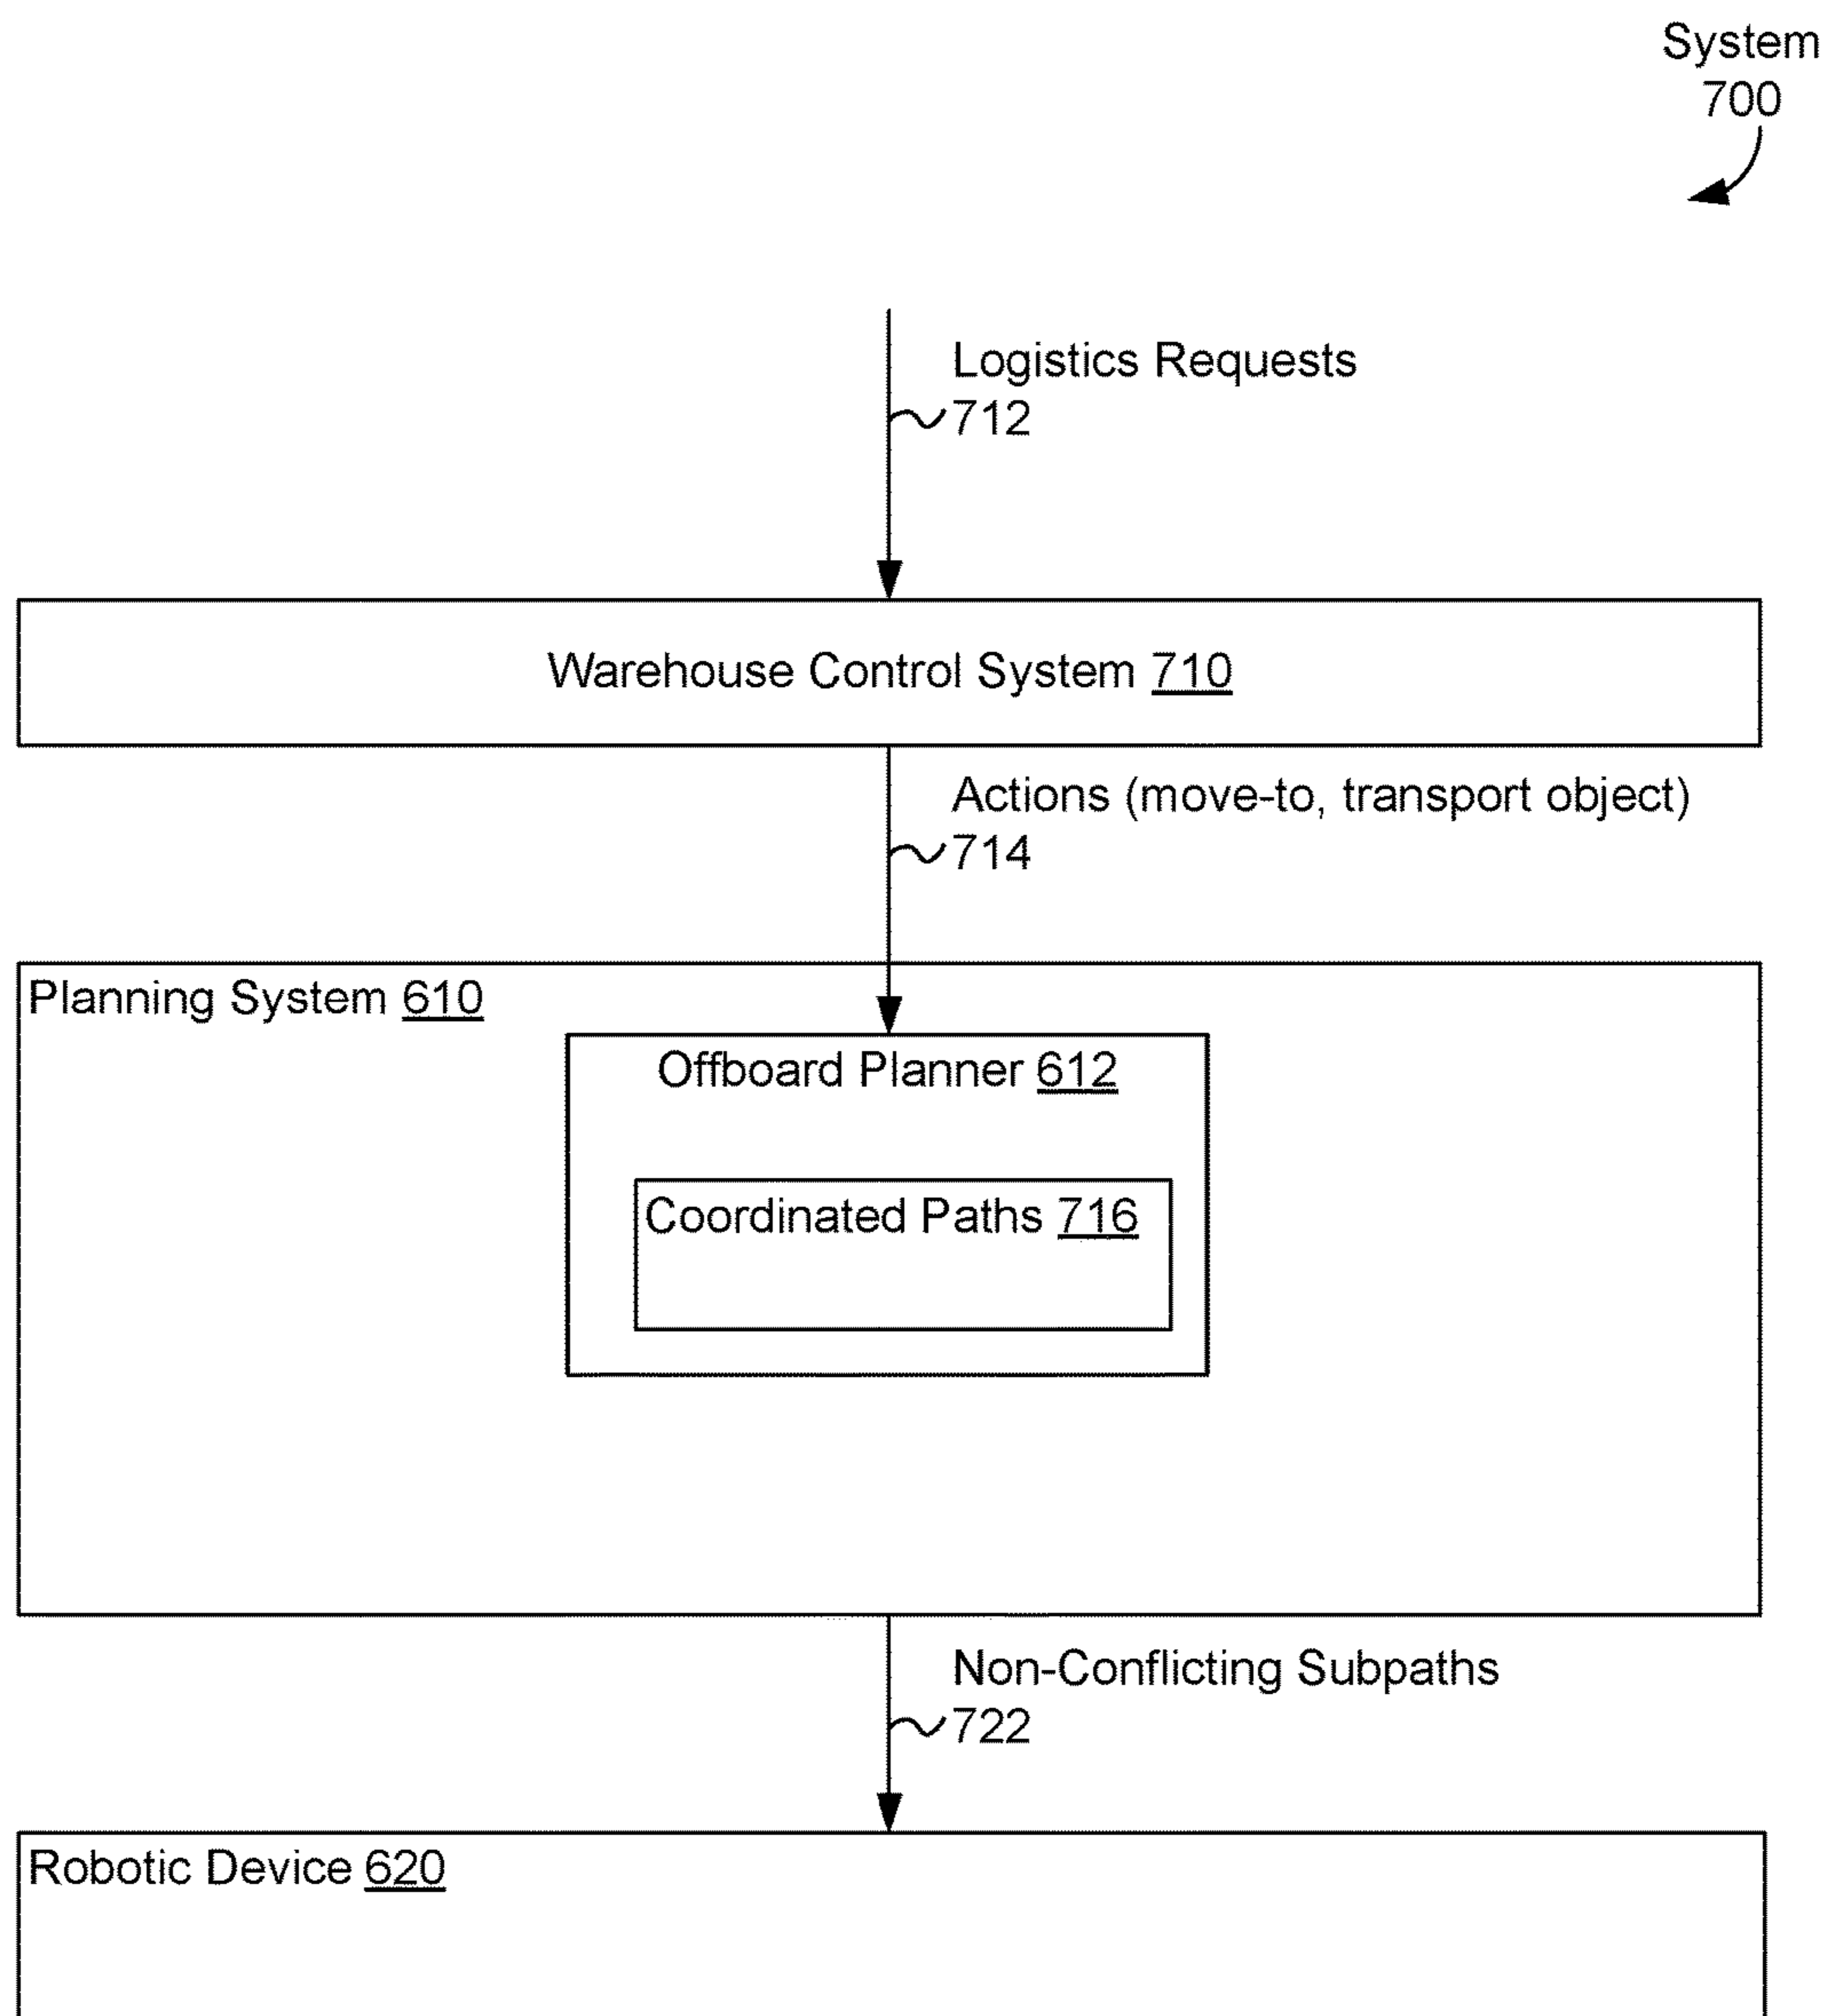 System
700
Logistics Requests
712
Warehouse Control System 710
Actions (move-to, transport object)
714
Planning System 610
Offboard Planner 612
Coordinated Paths 716
Non-Conflicting Subpaths
722
Robotic Device 620